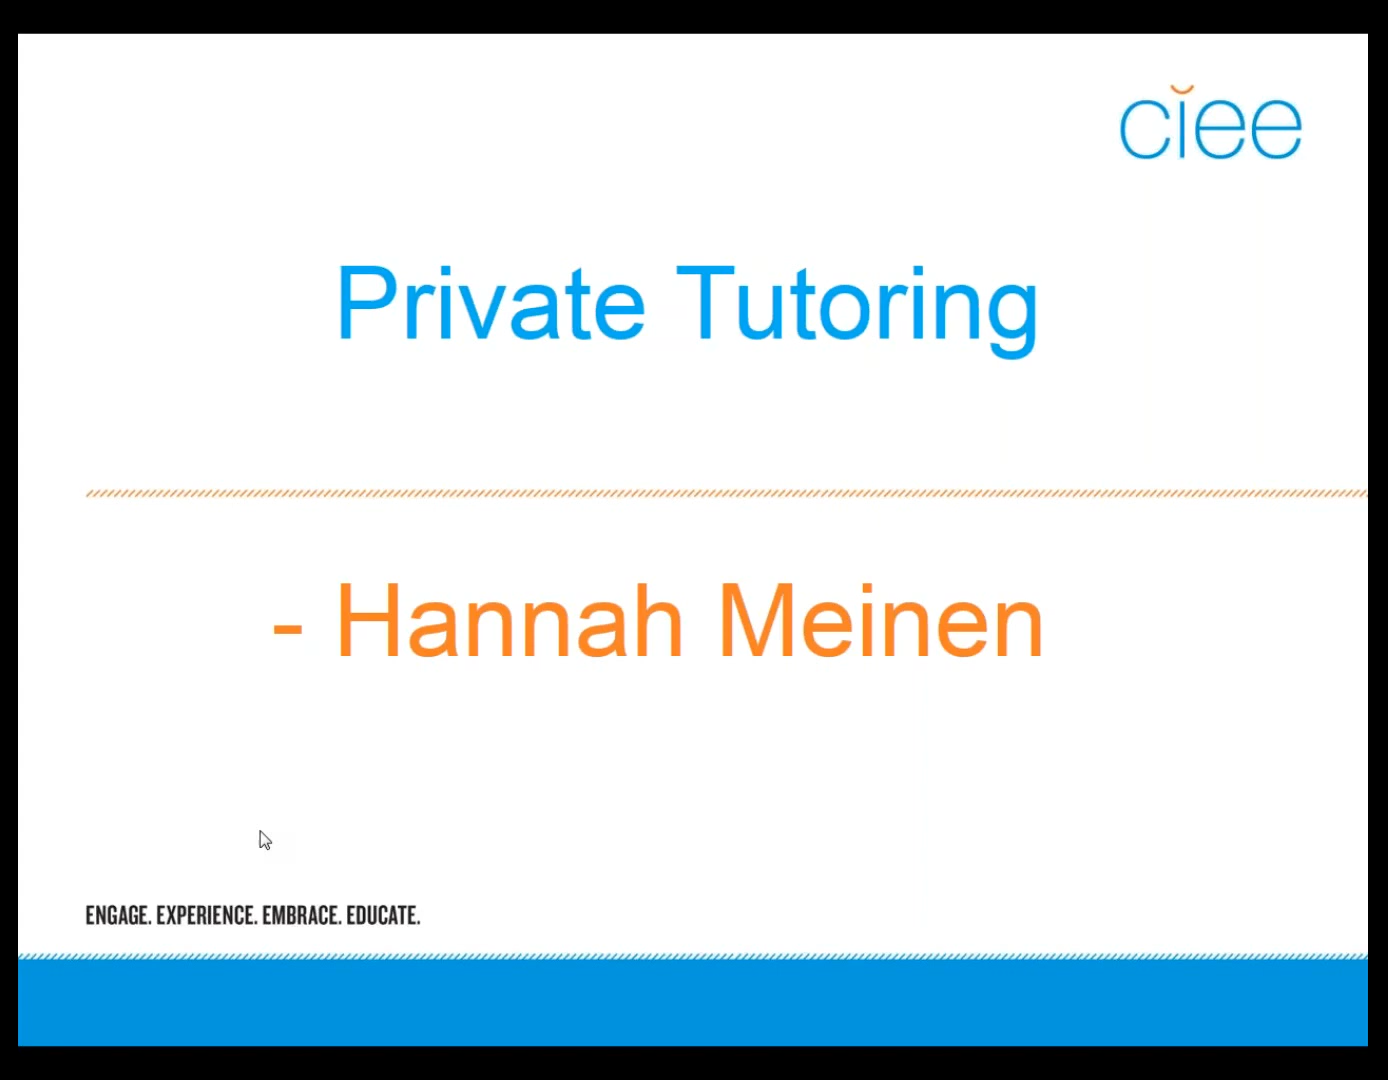 ciee
Private Tutoring
- Hannah Meinen
ENGAGE. EXPERIENCE. EMBRACE. EDUCATE.